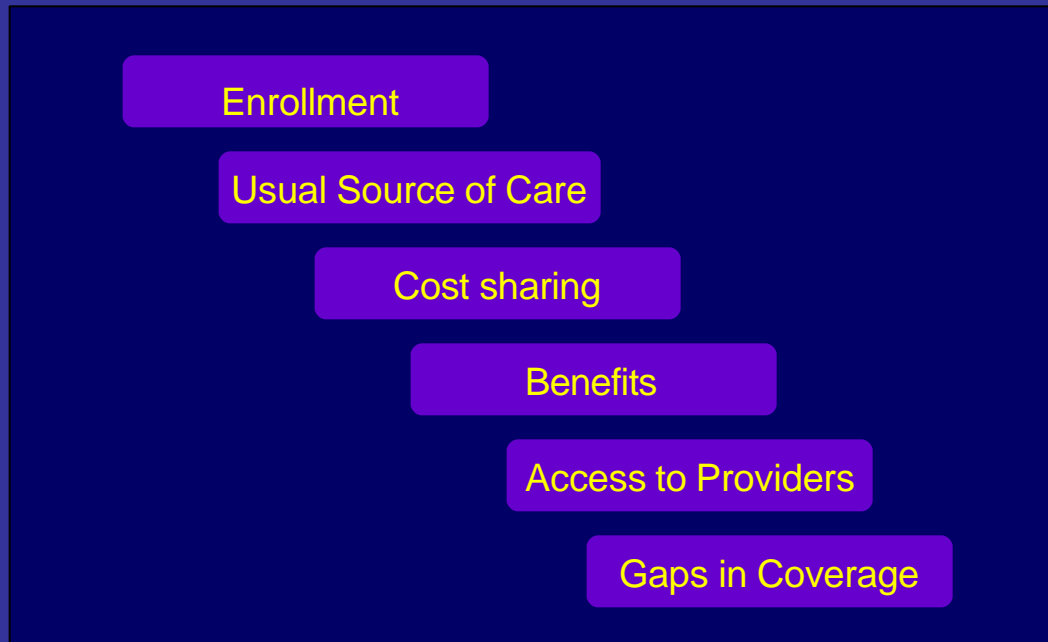 Enrollment
Usual Source of Care
Cost sharing
Benefits
Access to Providers
Gaps in Coverage